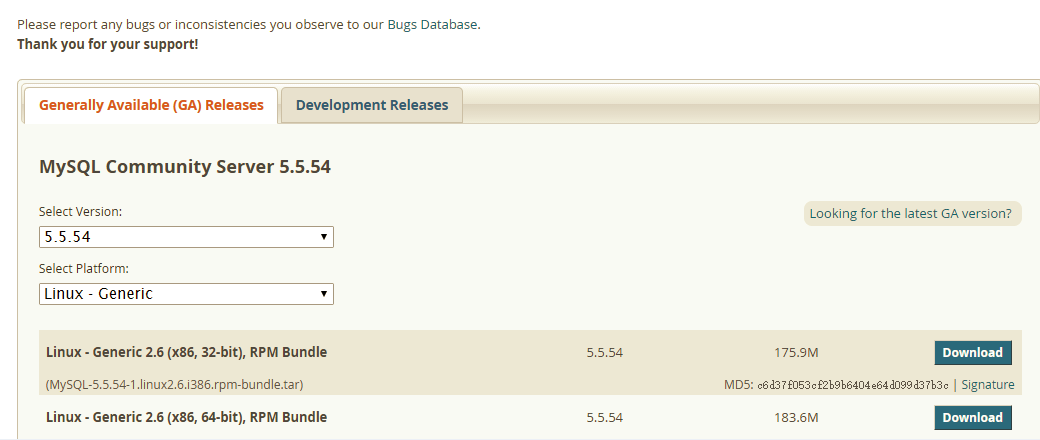 Please report any bugs or inconsistencies you observe to our Bugs Database.
Thank you for your support!
Generally Available (GA) Releases
Development Releases
MySQL Community Server 5.5.54
Select Version:
Looking for the latest GA version?
5.5.54
Select Platform:
Linux - Generic
Linux - Generic 2.6 (x86, 32-bit), RPM Bundle 5.5.54 175.9M Download
(MySQL-5.5.54-1.linux2.6.i386.rpm-bundle.tar) MD5: c6d37f053cf2b9b6404e64d099d37b3c | Signature
Linux - Generic 2.6 (x86, 64-bit), RPM Bundle 5.5.54 183.6M Download